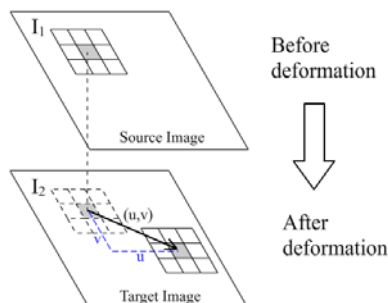 I1
Before
deformation
Source Image
I2
(u,v)
v
u
After
deformation
Target Image